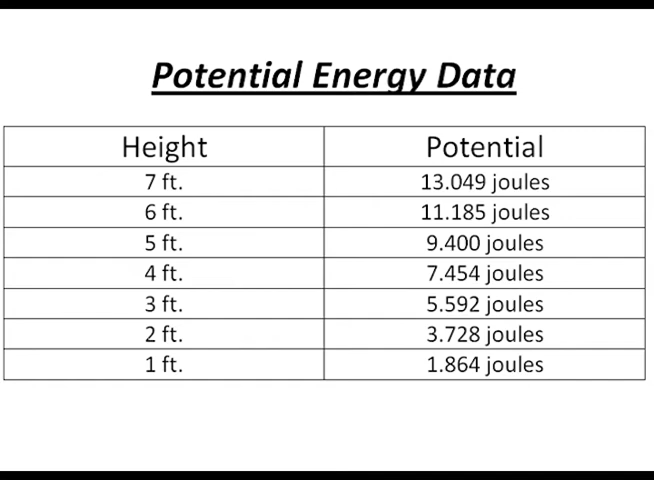 Potential Energy Data
Height Potential
7 ft. 13.049 joules
6 ft. 11.185 joules
5 ft. 9.400 joules
4 ft. 7.454 joules
3 ft. 5.592 joules
2 ft. 3.728 joules
1 ft. 1.864 joules